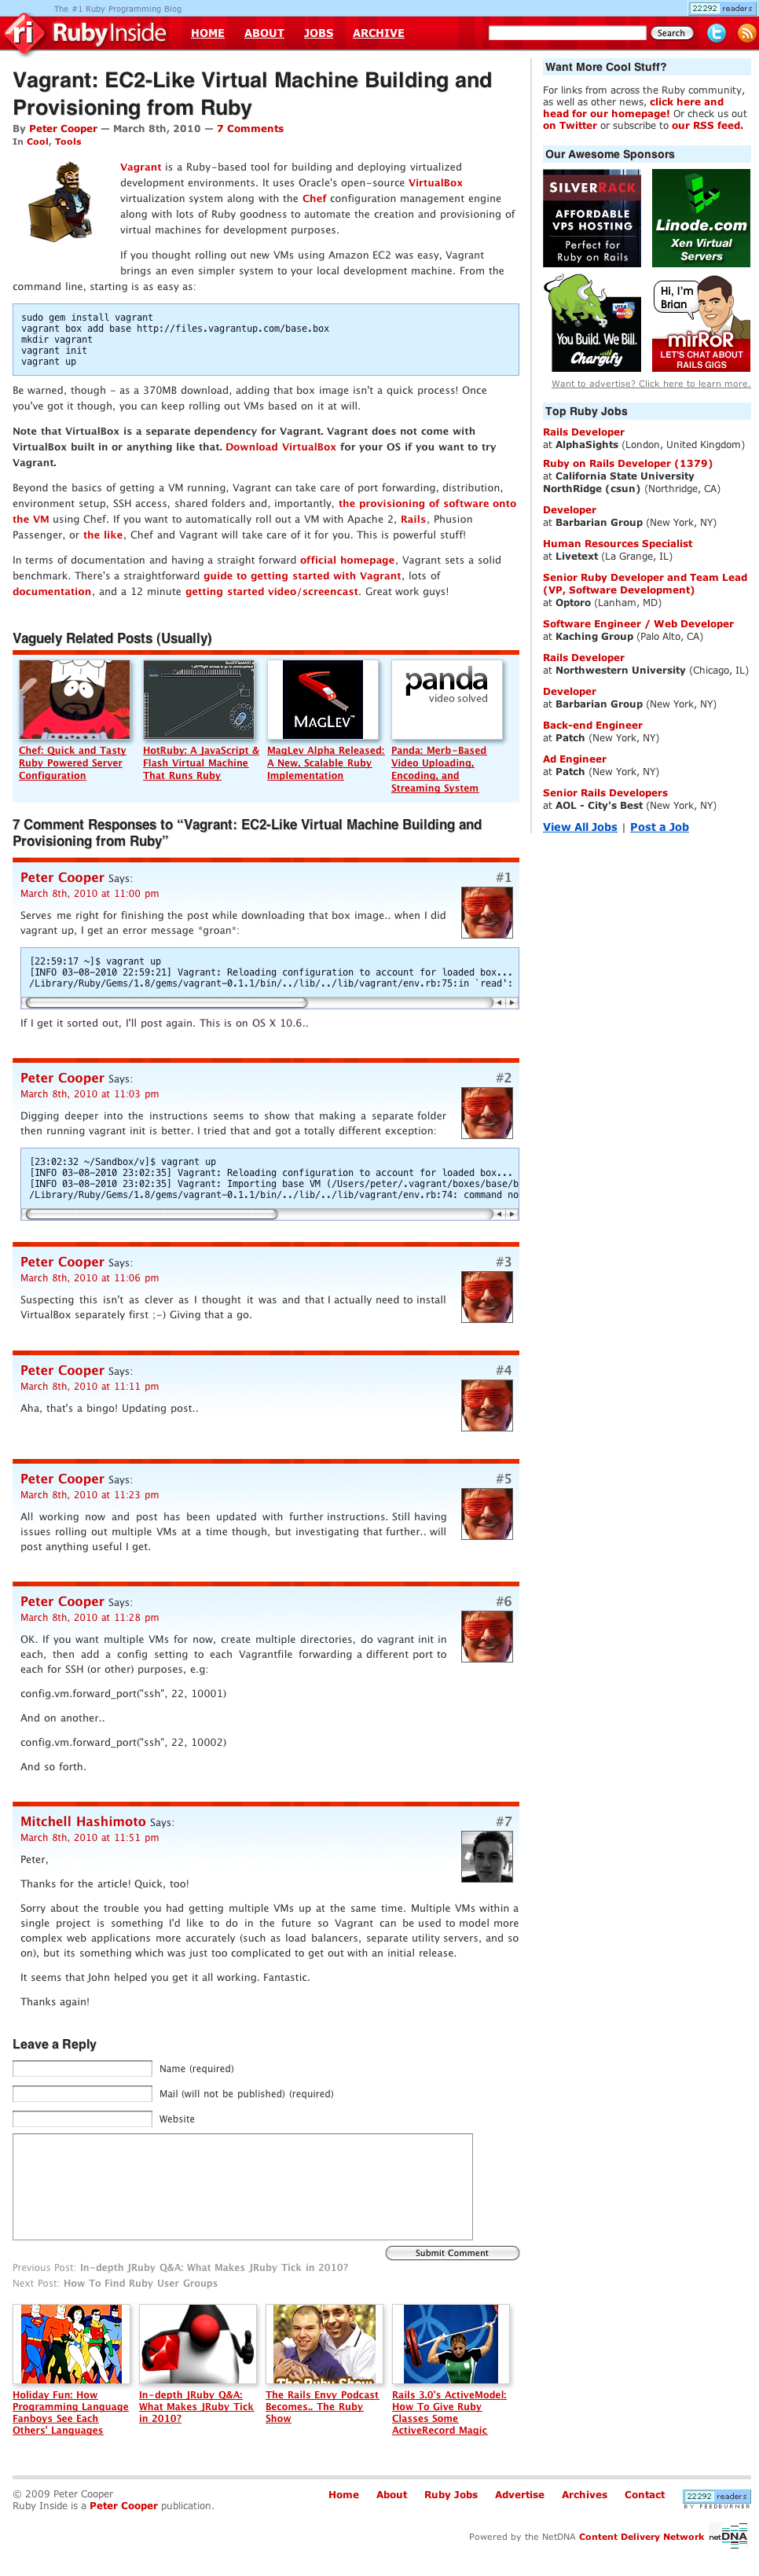 The #1 Ruby Programming Blog
22292 readers
ri RubyInside
HOME ABOUT JOBS ARCHIVE
Search
Vagrant: EC2-Like Virtual Machine Building and
Provisioning from Ruby
By Peter Cooper — March 8th, 2010 — 7 Comments
In Cool, Tools
Vagrant is a Ruby-based tool for building and deploying virtualized
development environments. It uses Oracle's open-source VirtualBox
virtualization system along with the Chef configuration management engine
along with lots of Ruby goodness to automate the creation and provisioning of
virtual machines for development purposes.
If you thought rolling out new VMs using Amazon EC2 was easy, Vagrant
brings an even simpler system to your local development machine. From the
command line, starting is as easy as:
sudo gem install vagrant
vagrant box add base http://files.vagrantup.com/base.box
mkdir vagrant
vagrant init
vagrant up
Be warned, though - as a 370MB download, adding that box image isn't a quick process! Once
you've got it though, you can keep rolling out VMs based on it at will.
Note that VirtualBox is a separate dependency for Vagrant. Vagrant does not come with
VirtualBox built in or anything like that. Download VirtualBox for your OS if you want to try
Vagrant.
Beyond the basics of getting a VM running, Vagrant can take care of port forwarding, distribution,
environment setup, SSH access, shared folders and, importantly, the provisioning of software onto
the VM using Chef. If you want to automatically roll out a VM with Apache 2, Rails, Phusion
Passenger, or the like, Chef and Vagrant will take care of it for you. This is powerful stuff!
In terms of documentation and having a straight forward official homepage, Vagrant sets a solid
benchmark. There's a straightforward guide to getting started with Vagrant, lots of
documentation, and a 12 minute getting started video/screencast. Great work guys!
Vaguely Related Posts (Usually)
MAGLEV
panda
video solved
Chef: Quick and Tasty
Ruby Powered Server
Configuration
HotRuby: A JavaScript &
Flash Virtual Machine
That Runs Ruby
MagLev Alpha Released:
A New, Scalable Ruby
Implementation
Panda: Merb-Based
Video Uploading,
Encoding, and
Streaming System
7 Comment Responses to “Vagrant: EC2-Like Virtual Machine Building and
Provisioning from Ruby”
Peter Cooper Says: #1
March 8th, 2010 at 11:00 pm
Serves me right for finishing the post while downloading that box image.. when I did
vagrant up, I get an error message *groan*:
[22:59:17 ~]$ vagrant up
[INFO 03-08-2010 22:59:21] Vagrant: Reloading configuration to account for loaded box...
/Library/Ruby/Gems/1.8/gems/vagrant-0.1.1/bin/../lib/../lib/vagrant/env.rb:75:in `read':
If I get it sorted out, I'll post again. This is on OS X 10.6..
Peter Cooper Says: #2
March 8th, 2010 at 11:03 pm
Digging deeper into the instructions seems to show that making a separate folder
then running vagrant init is better. I tried that and got a totally different exception:
[23:02:32 ~/Sandbox/v]$ vagrant up
[INFO 03-08-2010 23:02:35] Vagrant: Reloading configuration to account for loaded box...
[INFO 03-08-2010 23:02:35] Vagrant: Importing base VM (/Users/peter/.vagrant/boxes/base/b
/Library/Ruby/Gems/1.8/gems/vagrant-0.1.1/bin/../lib/../lib/vagrant/env.rb:74: command no
Peter Cooper Says: #3
March 8th, 2010 at 11:06 pm
Suspecting this isn't as clever as I thought it was and that I actually need to install
VirtualBox separately first ;-) Giving that a go.
Peter Cooper Says: #4
March 8th, 2010 at 11:11 pm
Aha, that's a bingo! Updating post..
Peter Cooper Says: #5
March 8th, 2010 at 11:23 pm
All working now and post has been updated with further instructions. Still having
issues rolling out multiple VMs at a time though, but investigating that further.. will
post anything useful I get.
Peter Cooper Says: #6
March 8th, 2010 at 11:28 pm
OK. If you want multiple VMs for now, create multiple directories, do vagrant init in
each, then add a config setting to each Vagrantfile forwarding a different port to
each for SSH (or other) purposes, e.g:
config.vm.forward_port("ssh", 22, 10001)
And on another..
config.vm.forward_port("ssh", 22, 10002)
And so forth.
Mitchell Hashimoto Says: #7
March 8th, 2010 at 11:51 pm
Peter,
Thanks for the article! Quick, too!
Sorry about the trouble you had getting multiple VMs up at the same time. Multiple VMs within a
single project is something I'd like to do in the future so Vagrant can be used to model more
complex web applications more accurately (such as load balancers, separate utility servers, and so
on), but its something which was just too complicated to get out with an initial release.
It seems that John helped you get it all working. Fantastic.
Thanks again!
Leave a Reply
Name (required)
Mail (will not be published) (required)
Website
Submit Comment
Previous Post: In-depth JRuby Q&A: What Makes JRuby Tick in 2010?
Next Post: How To Find Ruby User Groups
The Ruby Show
Holiday Fun: How
Programming Language
Fanboys See Each
Others' Languages
In-depth JRuby Q&A:
What Makes JRuby Tick
in 2010?
The Rails Envy Podcast
Becomes.. The Ruby
Show
Rails 3.0's ActiveModel:
How To Give Ruby
Classes Some
ActiveRecord Magic
Want More Cool Stuff?
For links from across the Ruby community,
as well as other news, click here and
head for our homepage! Or check us out
on Twitter or subscribe to our RSS feed.
Our Awesome Sponsors
SILVERRACK
AFFORDABLE
VPS HOSTING
Perfect for
Ruby on Rails
Linode.com
Xen Virtual
Servers
VISA
You Build. We Bill.
Chargify
Hi, I'm
Brian
mirRoR
LET'S CHAT ABOUT
RAILS GIGS
Want to advertise? Click here to learn more.
Top Ruby Jobs
Rails Developer
at AlphaSights (London, United Kingdom)
Ruby on Rails Developer (1379)
at California State University
NorthRidge (csun) (Northridge, CA)
Developer
at Barbarian Group (New York, NY)
Human Resources Specialist
at Livetext (La Grange, IL)
Senior Ruby Developer and Team Lead
(VP, Software Development)
at Optoro (Lanham, MD)
Software Engineer / Web Developer
at Kaching Group (Palo Alto, CA)
Rails Developer
at Northwestern University (Chicago, IL)
Developer
at Barbarian Group (New York, NY)
Back-end Engineer
at Patch (New York, NY)
Ad Engineer
at Patch (New York, NY)
Senior Rails Developers
at AOL - City's Best (New York, NY)
View All Jobs | Post a Job
© 2009 Peter Cooper
Ruby Inside is a Peter Cooper publication.
Home About Ruby Jobs Advertise Archives Contact
22292 readers
BY FEEDBURNER
Powered by the NetDNA Content Delivery Network
netDNA